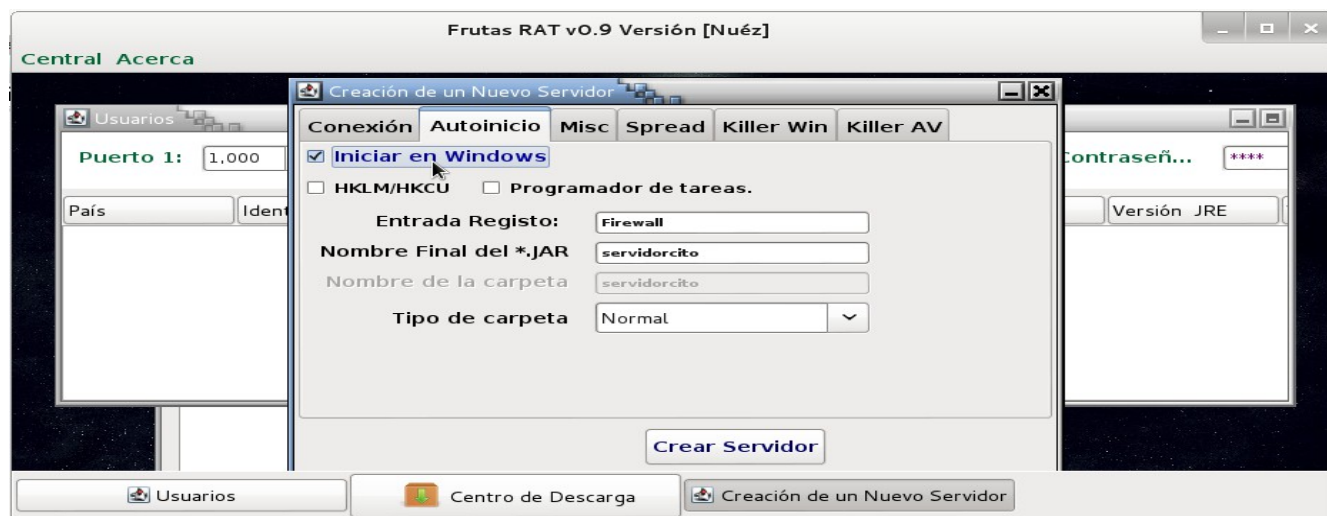 Frutas RAT v0.9 Versión [Nuéz]
Central Acerca
Creación de un Nuevo Servidor
Usuarios
Conexión Autoinicio Misc Spread Killer Win Killer AV
Puerto 1: 1,000
Iniciar en Windows
Contraseñ... ****
HKLM/HKCU Programador de tareas.
País Ident
Versión JRE
Entrada Registo: Firewall
Nombre Final del *.JAR servidorcito
Nombre de la carpeta servidorcito
Tipo de carpeta Normal
Crear Servidor
Usuarios Centro de Descarga Creación de un Nuevo Servidor